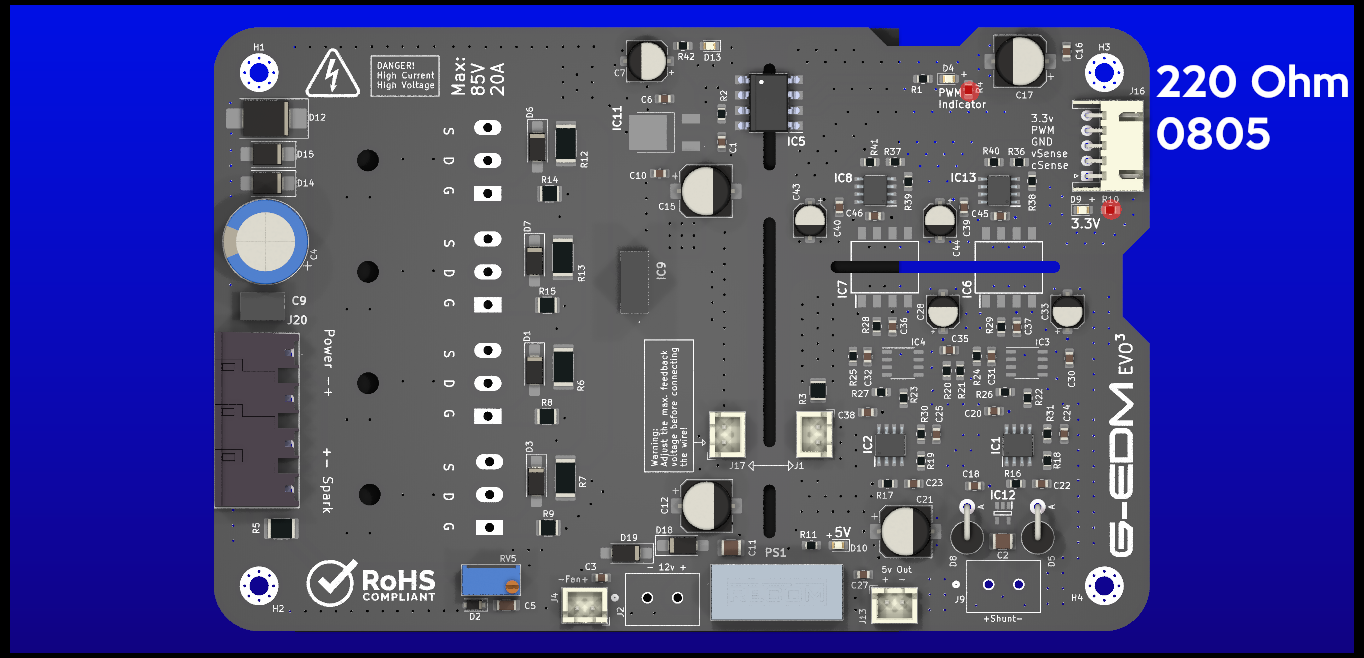 220 Ohm
0805
H1
DANGER!
High Current
High Voltage
Max:
85V
20A
C7
R42
D13
C6
R2
IC11
C1
IC5
C10
C15
D4
+
R1
PWM
Indicator
R4
C17
C16
H3
J16
3.3v
PWM
GND
vSense
cSense
D9 +
R10
3.3V
D12
D15
D14
C4
+
C9
J20
Power -+
+- Spark
R5
S
D
G
D6
R12
R14
S
D
G
D7
R13
R15
S
D
G
D1
R6
R8
S
D
G
D3
R7
R9
IC9
R41
R37
IC8
R39
C43
C40
C46
R40
R36
IC13
R38
C39
C45
C44
IC7
IC6
C28
C33
R28
C36
R29
C37
C35
IC4
IC3
R25
C32
R27
R23
R20
R21
R24
C31
R26
R22
C30
C20
R3
C38
Warning:
Adjust the max. feedback
voltage before connecting
the wire!
J17
J1
IC2
R30
C25
R19
R17
C23
IC1
R31
C24
R18
R16
C22
C18
IC12
C21
A
A
D8
C2
D5
G-EDM EVO³
C12
D18
C11
D19
PS1
R11
+
5V
D10
RoHS
COMPLIANT
H2
RV5
D2
C5
C3
-Fan+
J4
- 12v +
J2
C27
5v Out
+ -
J13
J9
+Shunt-
H4